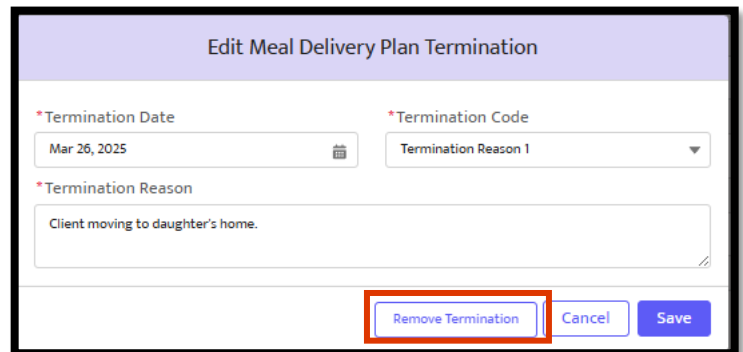 Edit Meal Delivery Plan Termination
*Termination Date
*Termination Code
Mar 26, 2025
Termination Reason 1
*Termination Reason
Client moving to daughter's home.
Remove Termination
Cancel
Save